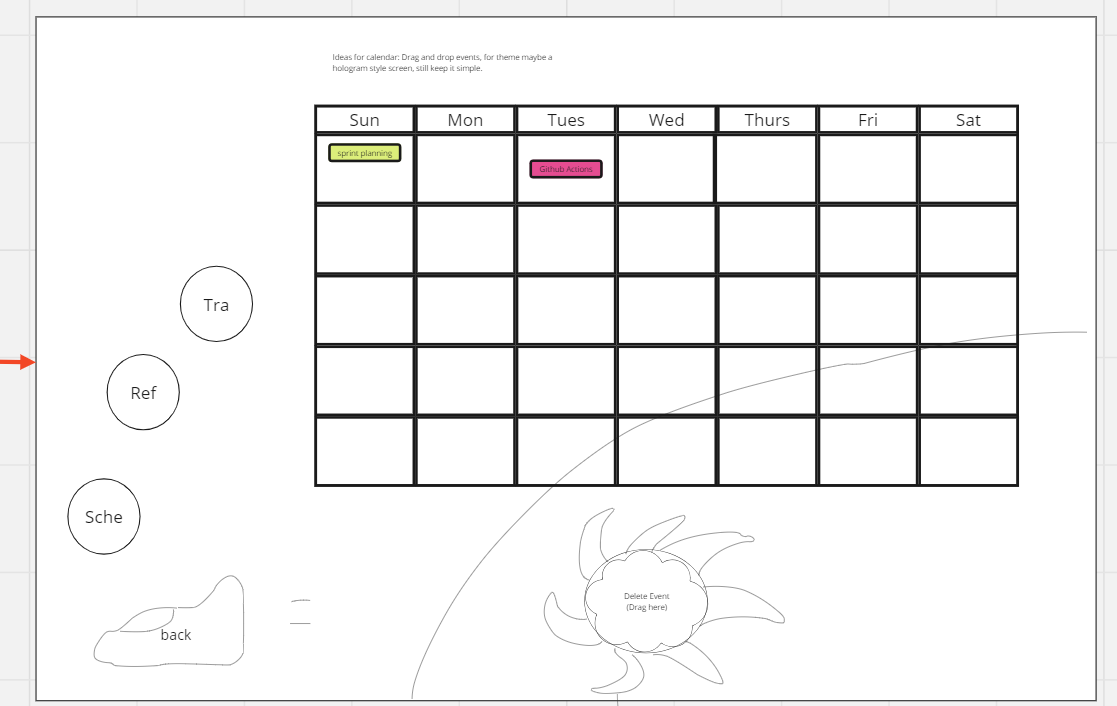 Ideas for calendar: Drag and drop events, for theme maybe a
hologram style screen, still keep it simple.
Sun Mon Tues Wed Thurs Fri Sat
sprint planning
Github Actions
Tra
Ref
Sche
back
Delete Event
(Drag here)